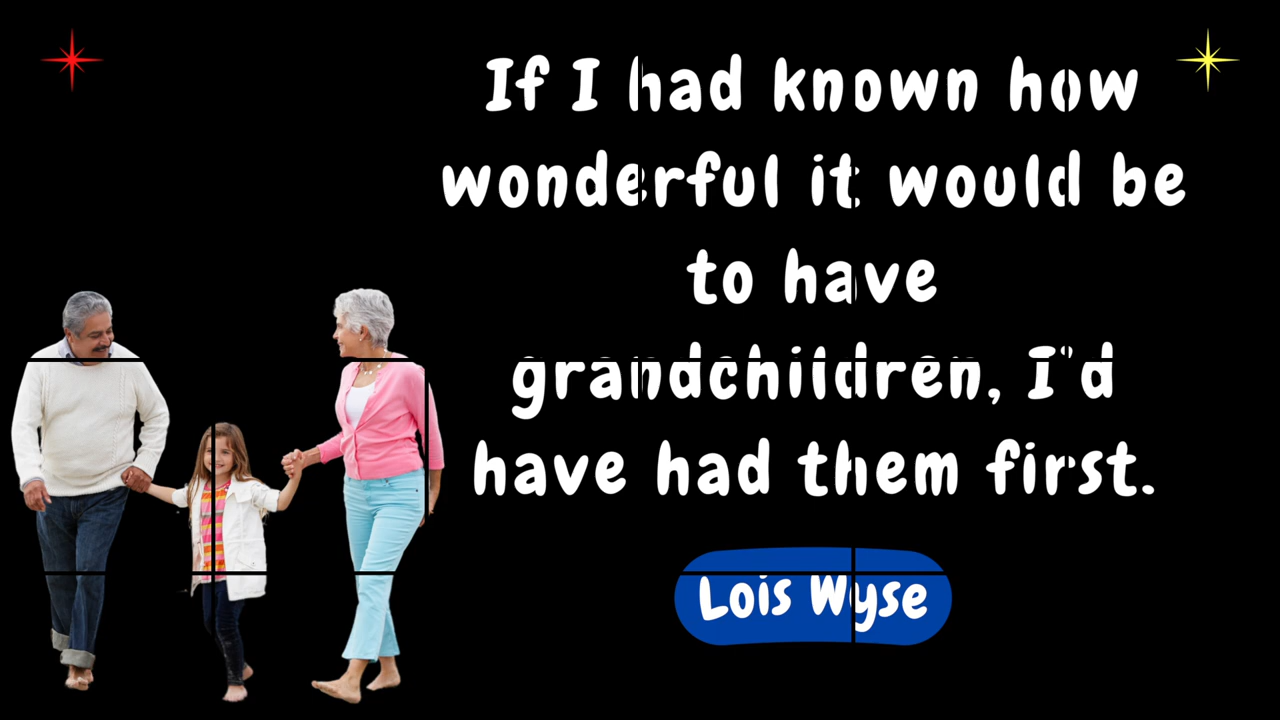 If I had known how
wonderful it would be
to have
grandchildren, I'd
have had them first.
Lois Wyse